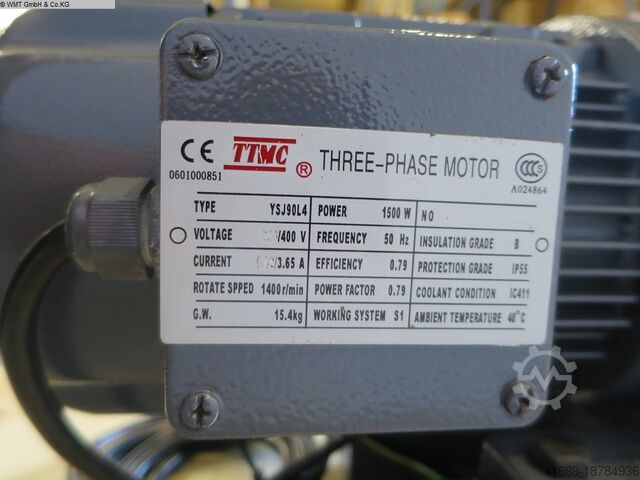 © WMT GmbH & Co.KG
CE TTMC ® THREE-PHASE MOTOR CCC S
0601000851 A024864
TYPE YSJ90L4 POWER 1500 W NO
VOLTAGE /400 V FREQUENCY 50 Hz INSULATION GRADE B
CURRENT /3.65 A EFFICIENCY 0.79 PROTECTION GRADE IP55
ROTATE SPPED 1400r/min POWER FACTOR 0.79 COOLANT CONDITION IC411
G.W. 15.4kg WORKING SYSTEM S1 AMBIENT TEMPERATURE 40°C
41669-18784936